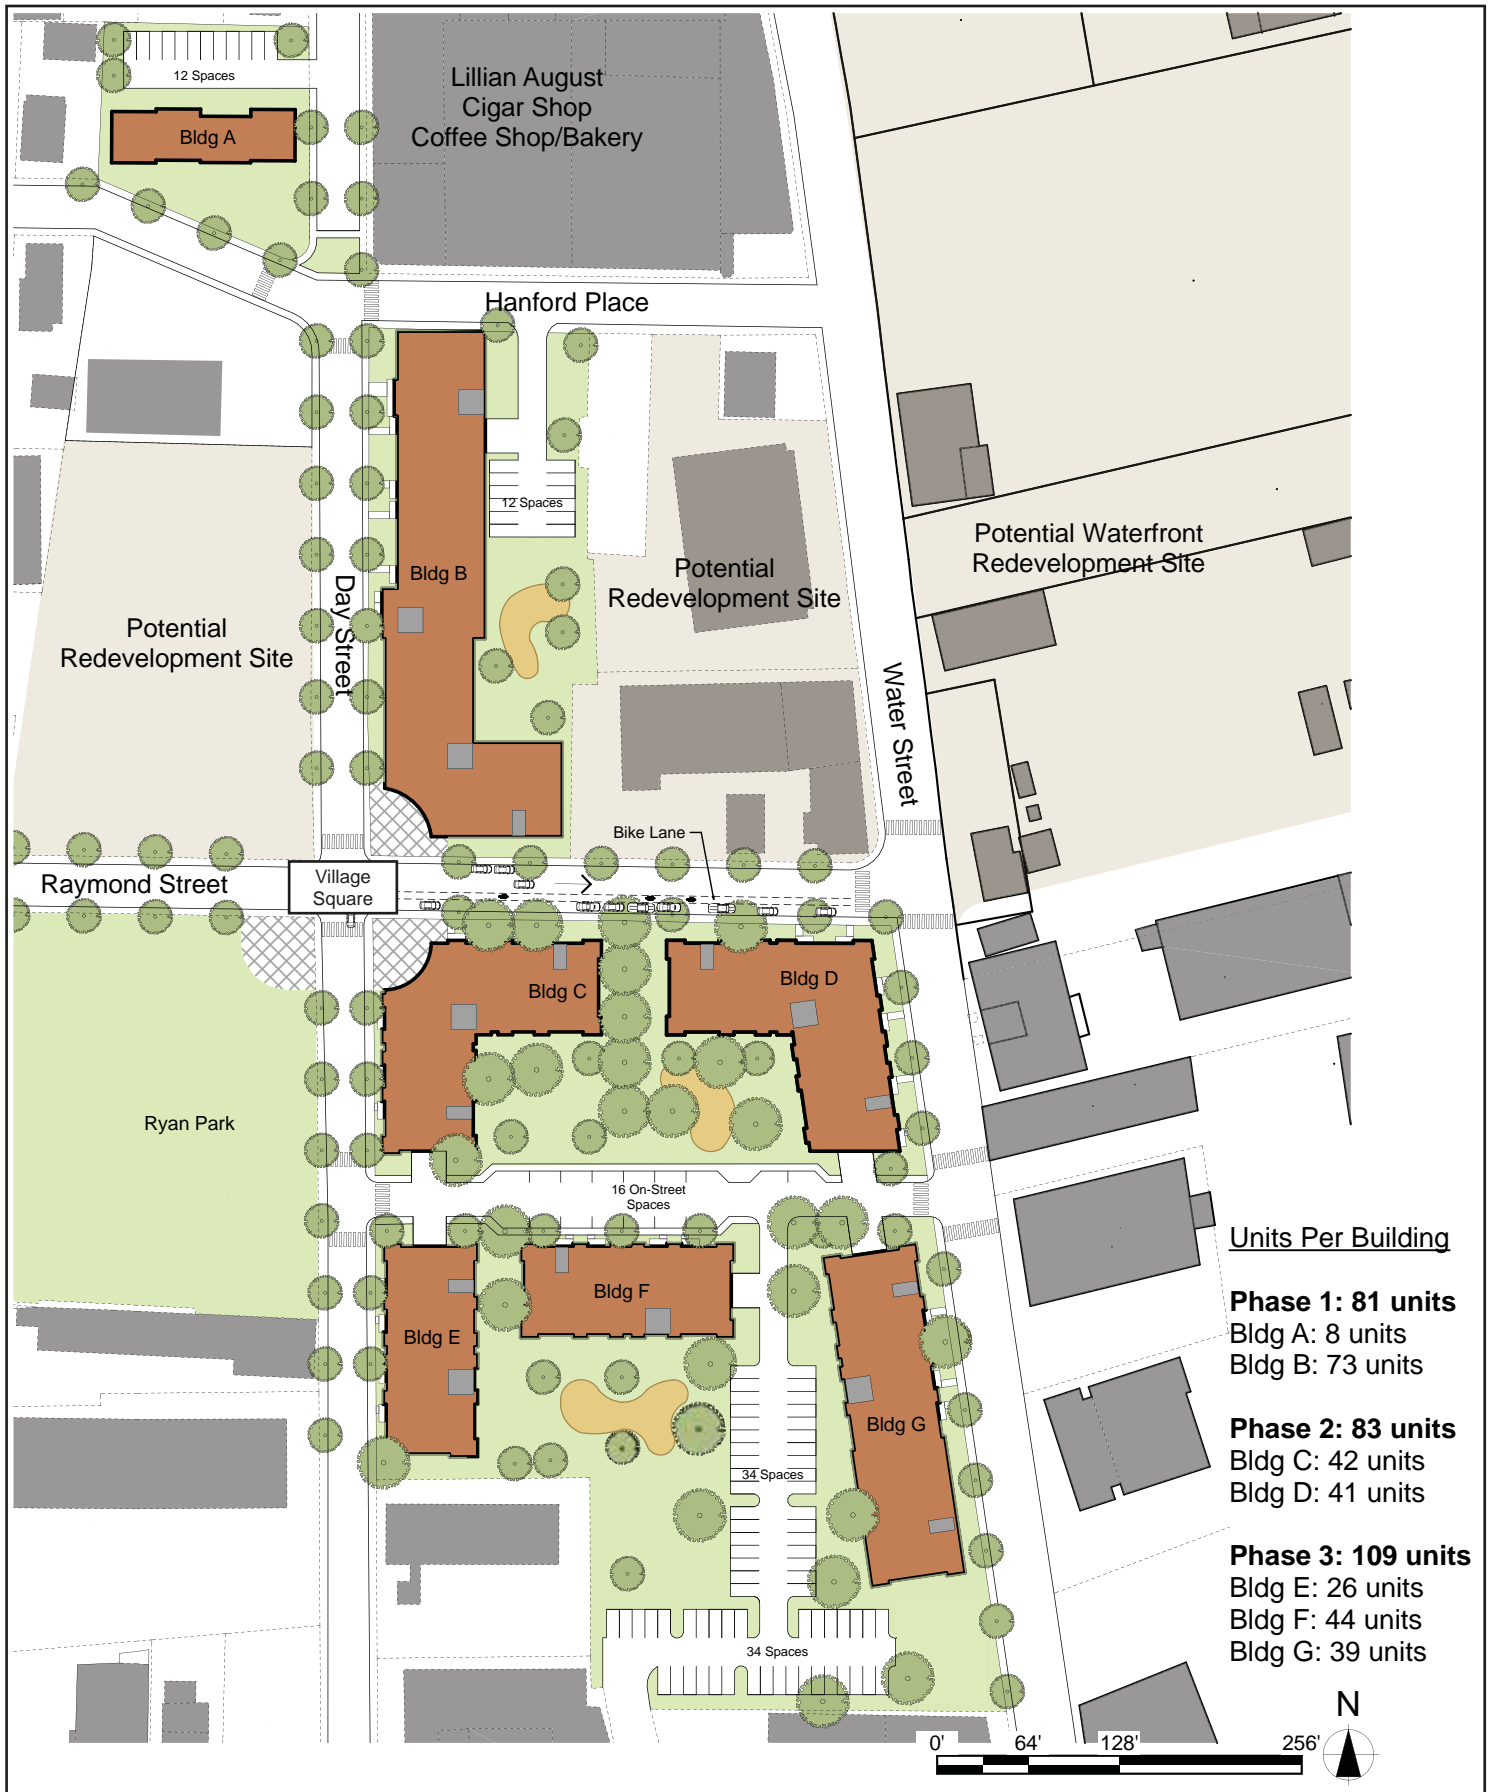 12 Spaces
Lillian August
Cigar Shop
Coffee Shop/Bakery
Bldg A
Hanford Place
12 Spaces
Potential Waterfront
Redevelopment Site
Bldg B
Potential
Redevelopment Site
Day Street
Potential
Redevelopment Site
Water Street
Bike Lane
Raymond Street
Village
Square
Bldg C
Bldg D
Ryan Park
16 On-Street
Spaces
Units Per Building
Bldg F
Phase 1: 81 units
Bldg A: 8 units
Bldg B: 73 units
Bldg E
Bldg G
Phase 2: 83 units
Bldg C: 42 units
Bldg D: 41 units
34 Spaces
Phase 3: 109 units
Bldg E: 26 units
Bldg F: 44 units
Bldg G: 39 units
34 Spaces
N
0' 64' 128' 256'